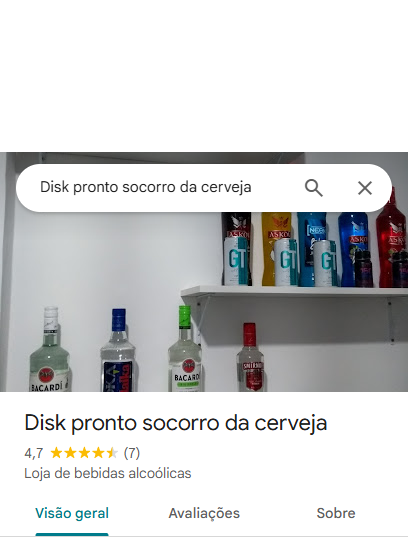 Disk pronto socorro da cerveja
ASKOV
ASKOV
GT
GT
GT
BACARDÍ
BACARDÍ
SMIRNOFF
Disk pronto socorro da cerveja
4,7 (7)
Loja de bebidas alcoólicas
Visão geral
Avaliações
Sobre